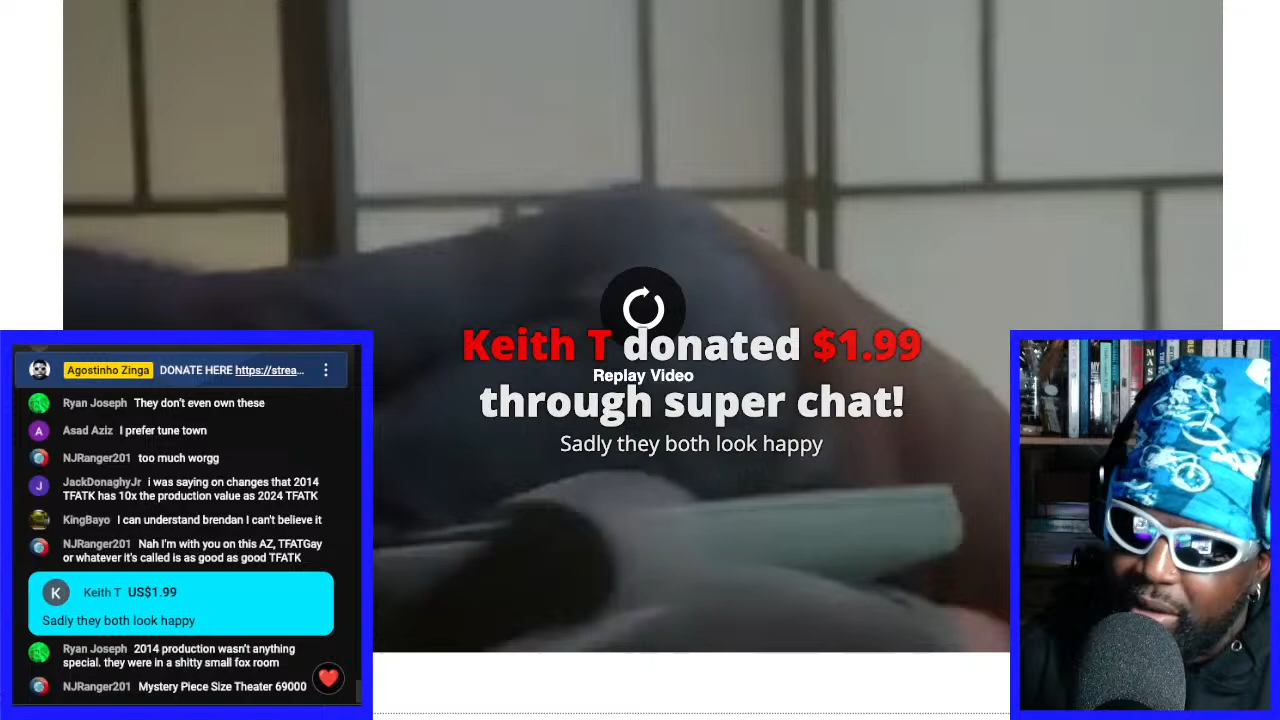 Keith T donated $1.99
Replay Video
through super chat!
Sadly they both look happy
Agostinho Zinga DONATE HERE https://strea...
Ryan Joseph They don't even own these
A Asad Aziz I prefer tune town
NJRanger201 too much worgg
J JackDonaghyJr i was saying on changes that 2014
TFATK has 10x the production value as 2024 TFATK
KingBayo I can understand brendan I can't believe it
NJRanger201 Nah I'm with you on this AZ, TFATGay
or whatever it's called is as good as good TFATK
K Keith T US$1.99
Sadly they both look happy
Ryan Joseph 2014 production wasn't anything
special. they were in a shitty small fox room
NJRanger201 Mystery Piece Size Theater 69000